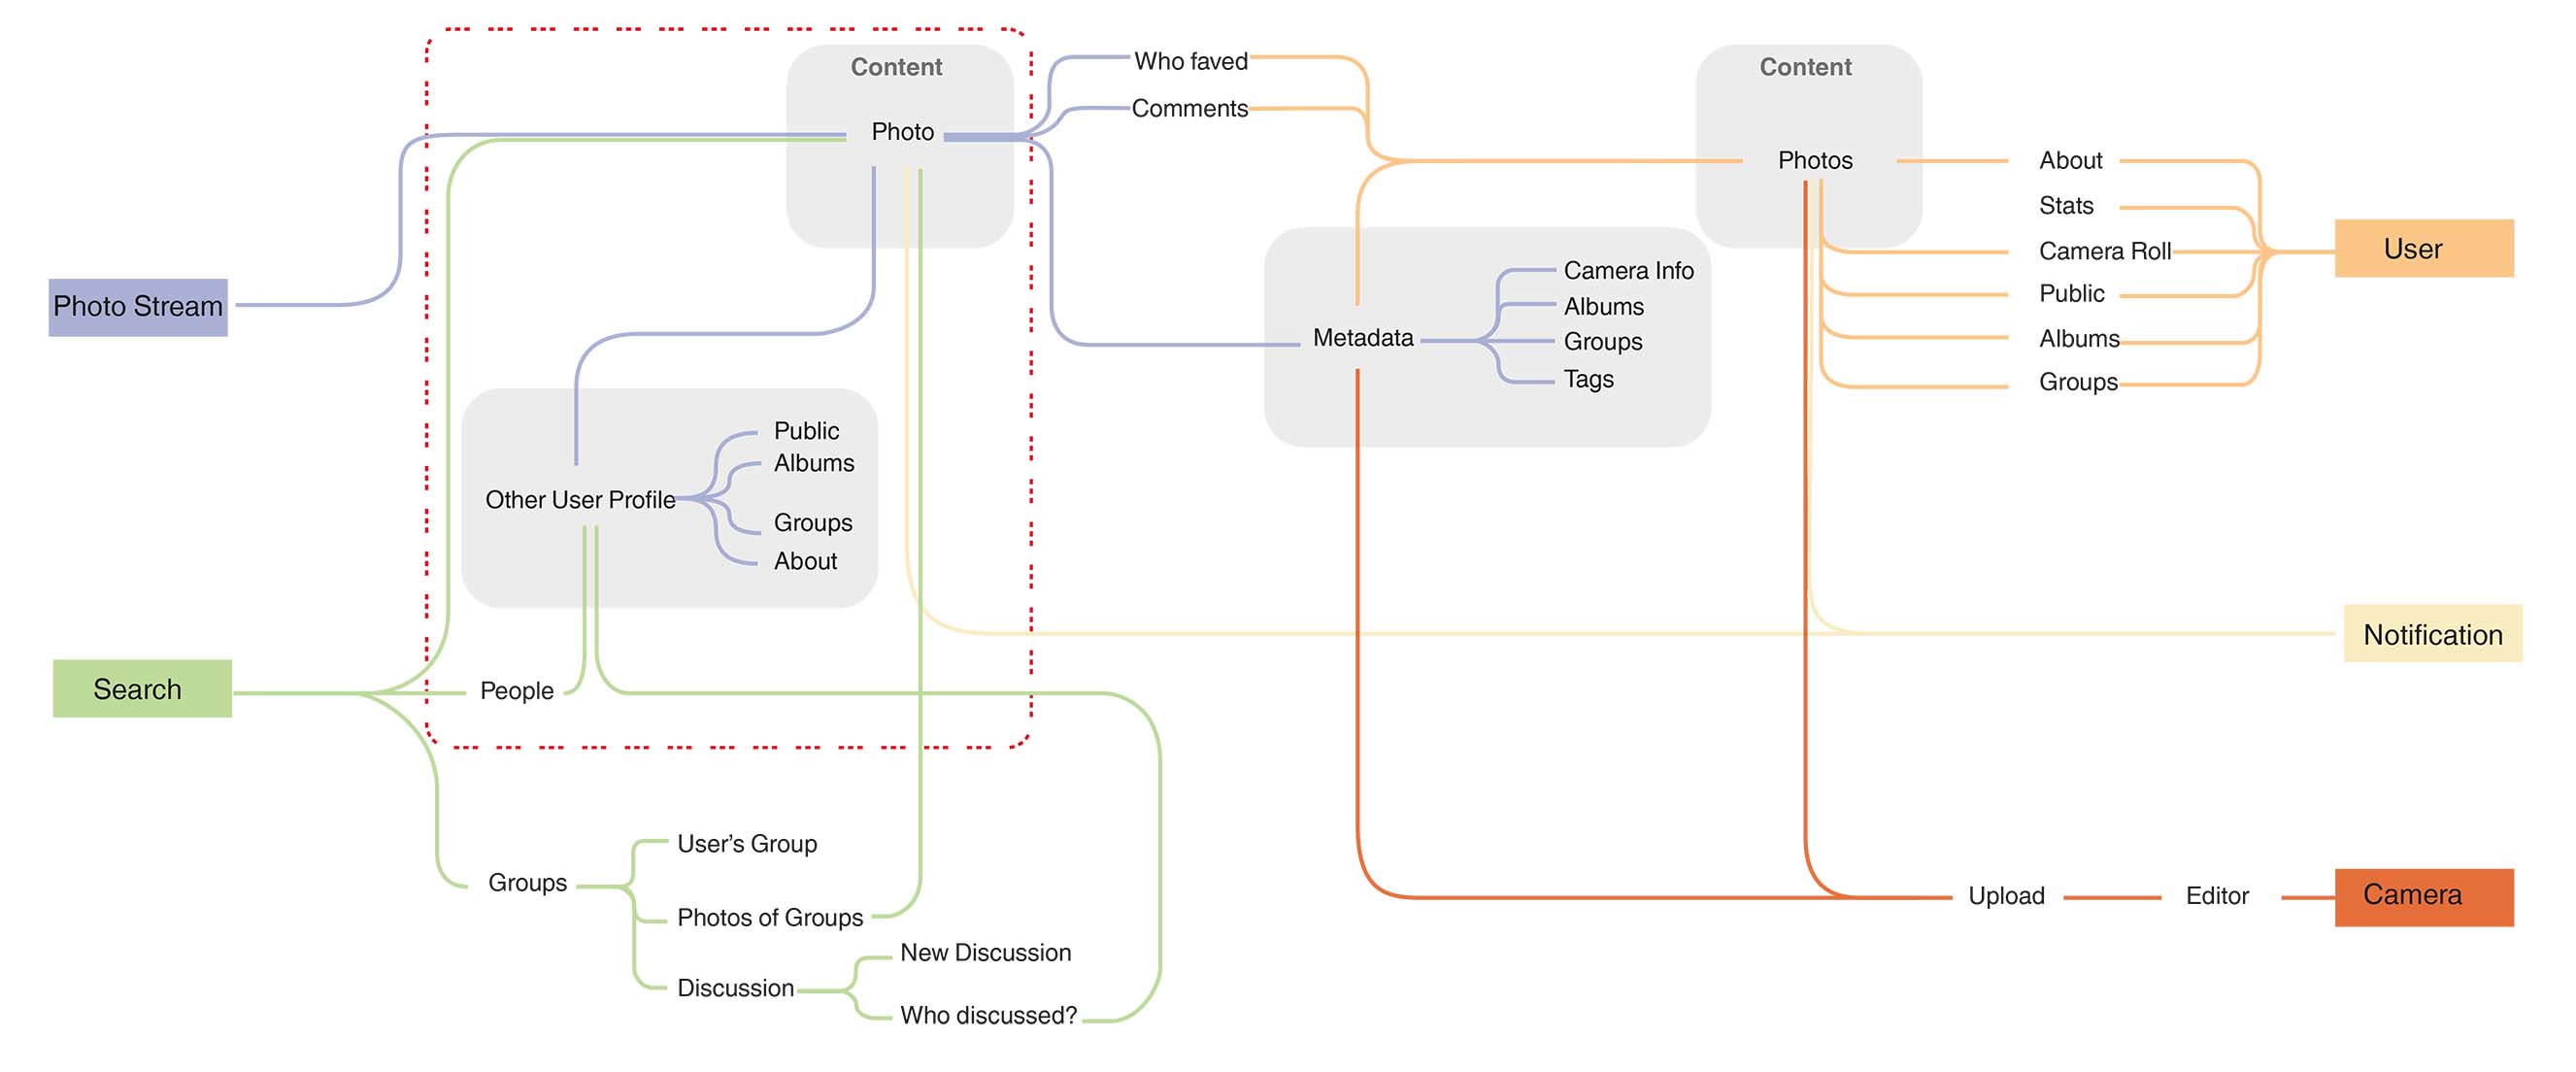 Content
Photo
Who faved
Comments
Content
Photos
About
Stats
Camera Roll
Public
Albums
Groups
User
Photo Stream
Metadata
Camera Info
Albums
Groups
Tags
Other User Profile
Public
Albums
Groups
About
Notification
Search
People
Groups
User’s Group
Photos of Groups
Discussion
New Discussion
Who discussed?
Upload
Editor
Camera